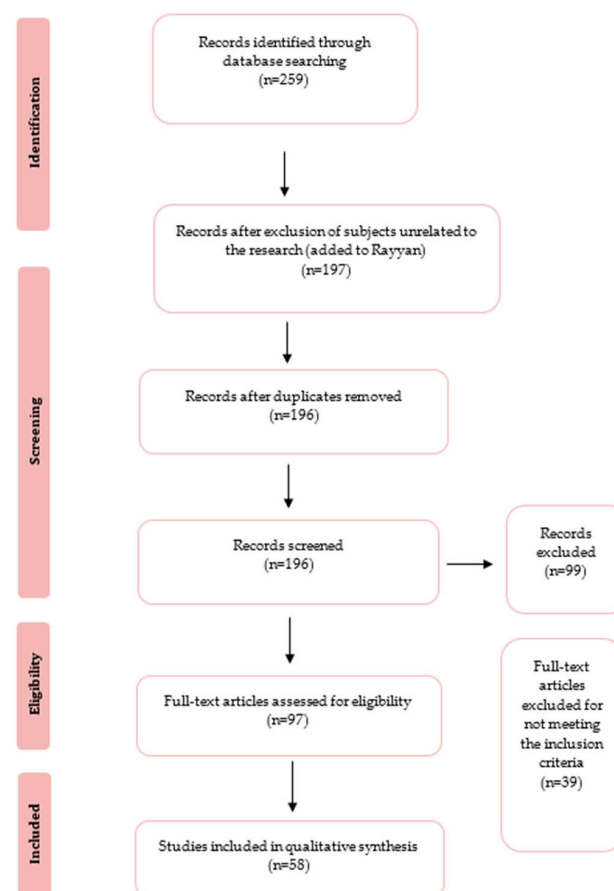 Identification
Records identified through
database searching
(n=259)
Records after exclusion of subjects unrelated to
the research (added to Rayyan)
(n=197)
Screening
Records after duplicates removed
(n=196)
Records screened
(n=196)
Records
excluded
(n=99)
Eligibility
Full-text articles assessed for eligibility
(n=97)
Full-text
articles
excluded for
not meeting
the inclusion
criteria
(n=39)
Included
Studies included in qualitative synthesis
(n=58)